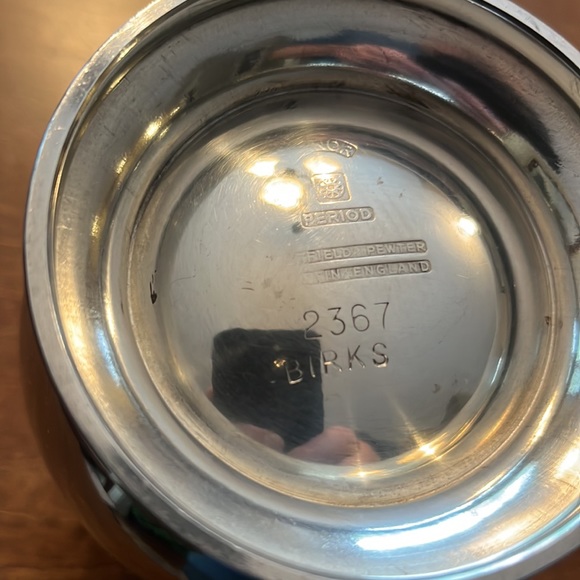 PERIOD
FIELD PEWTER
IN ENGLAND
2367
BIRKS